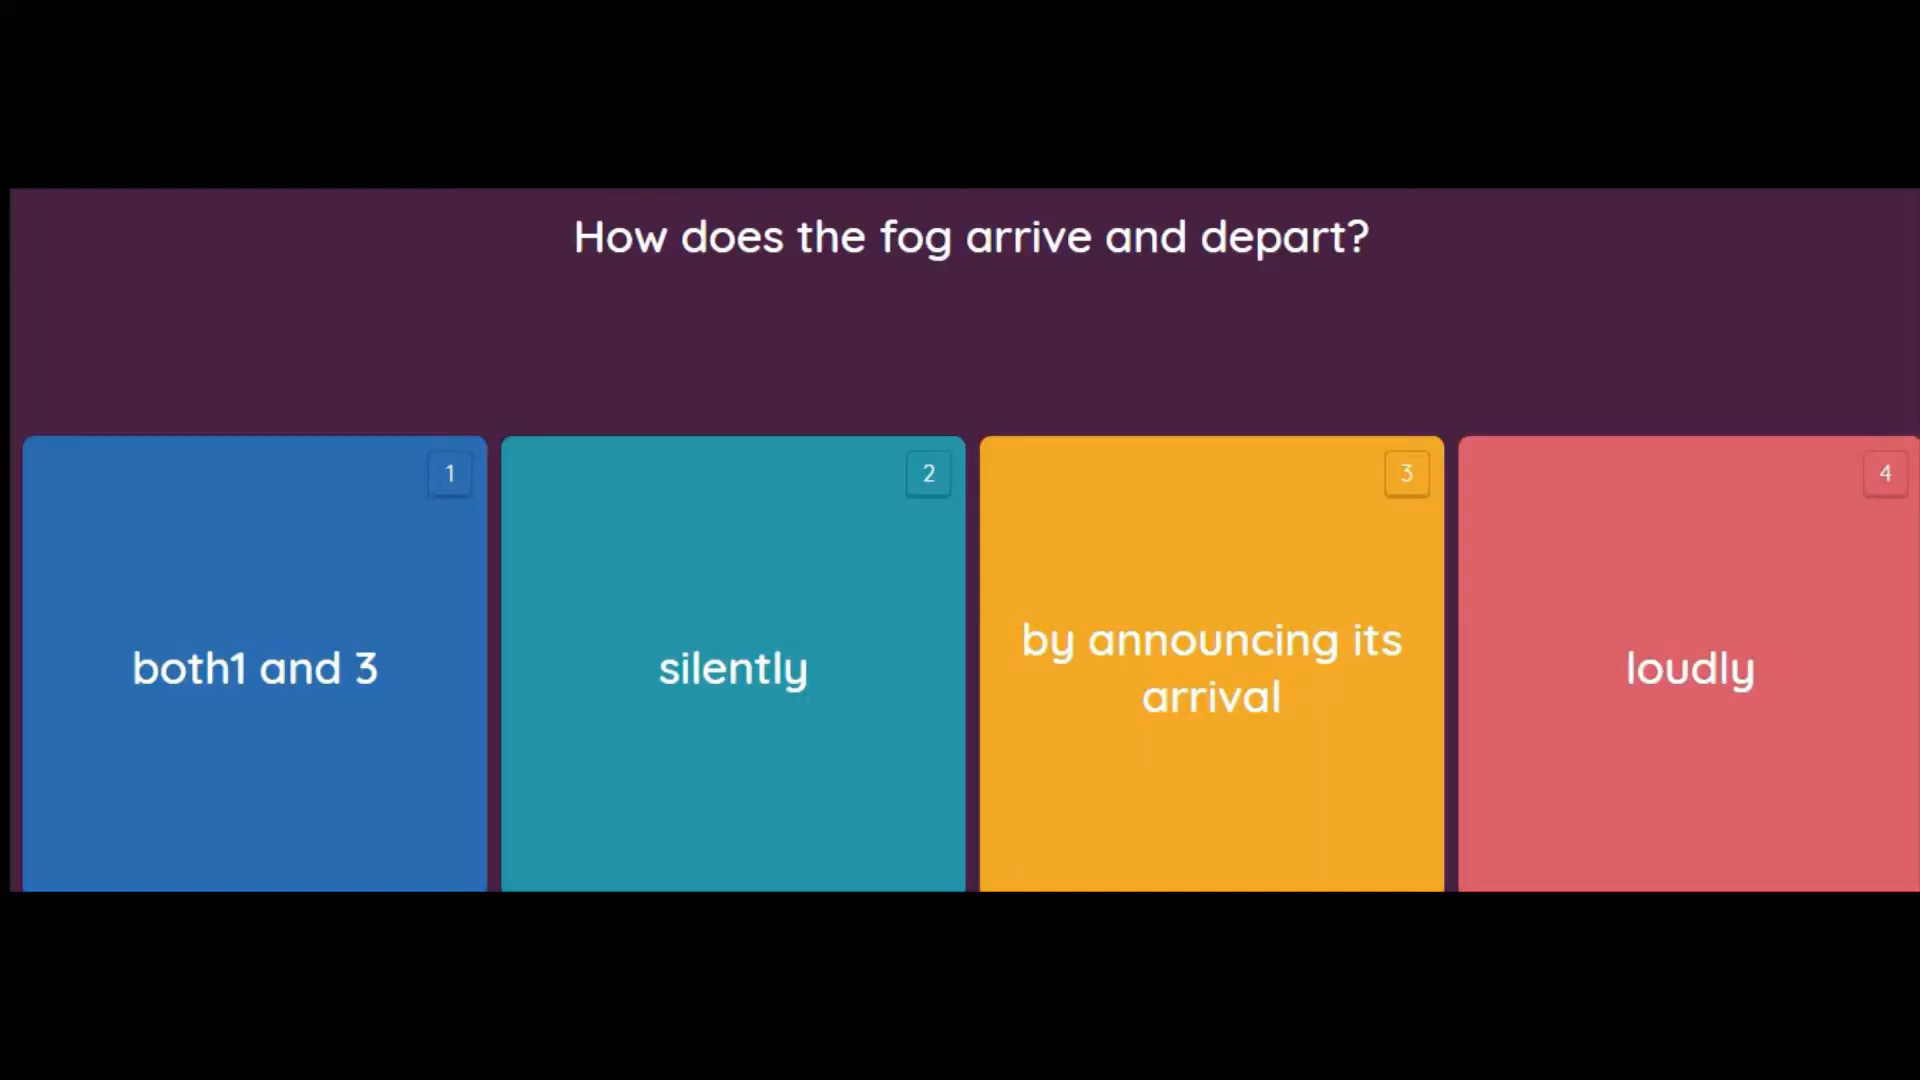 How does the fog arrive and depart?
1
2
3
4
both1 and 3
silently
by announcing its
arrival
loudly